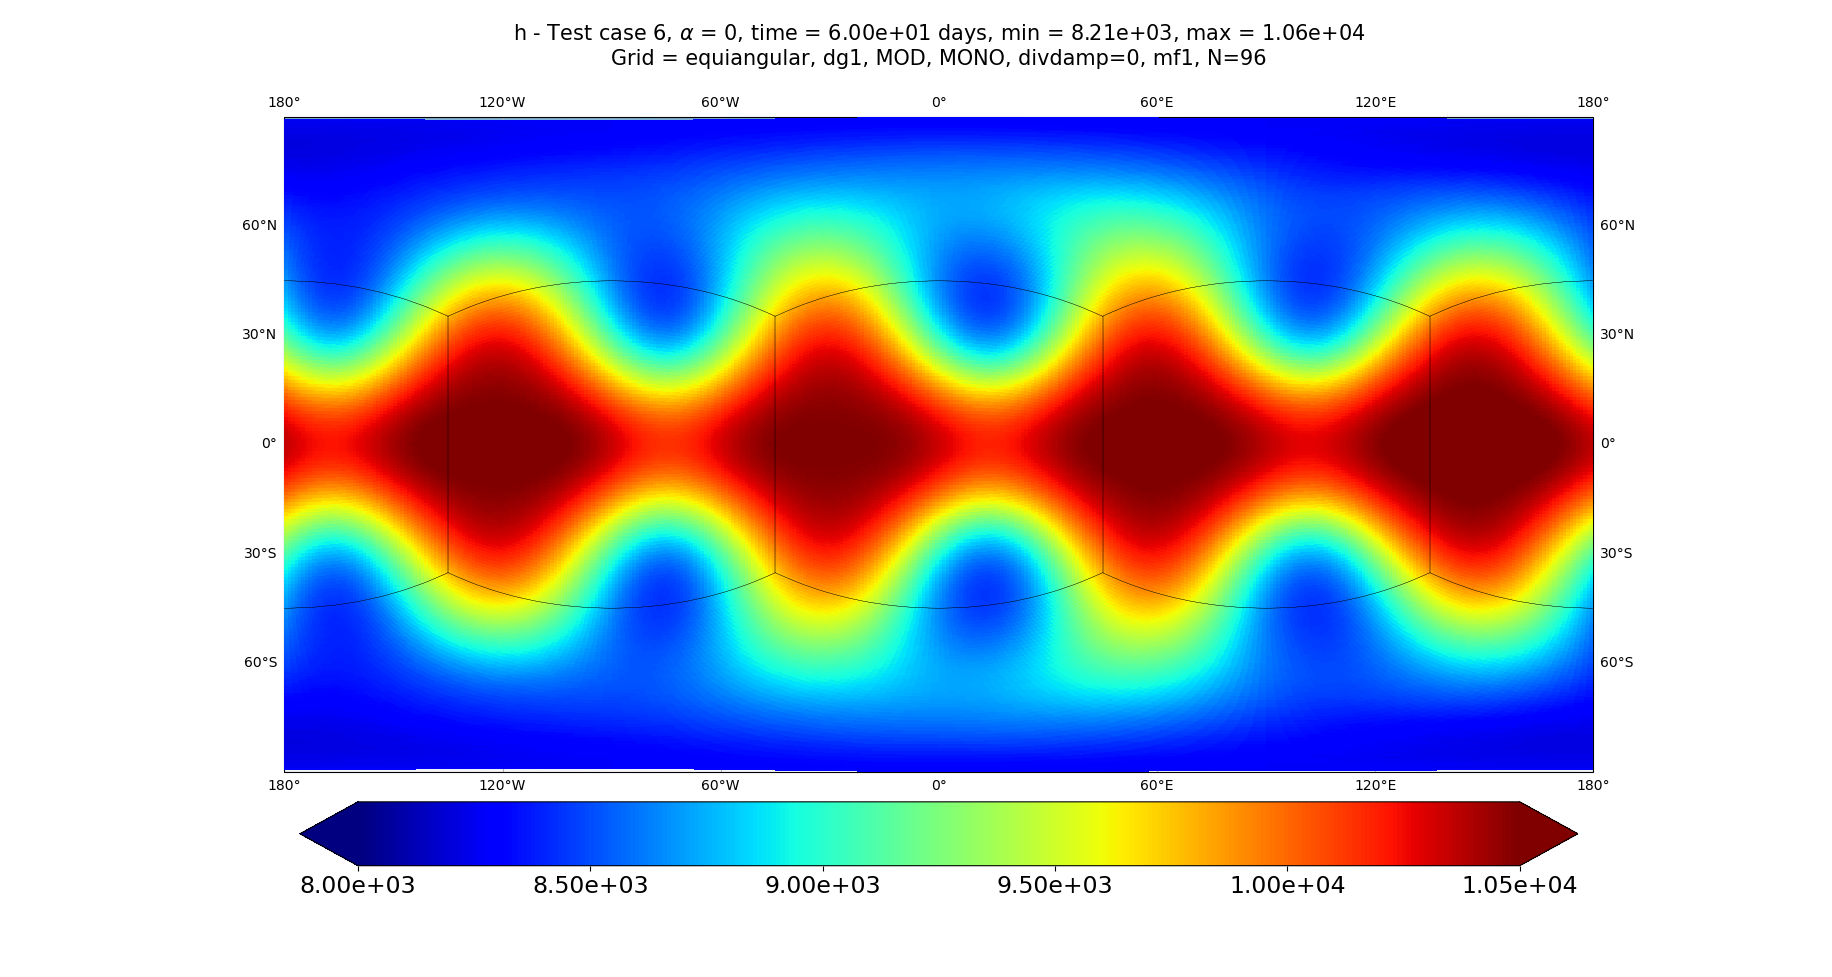 h - Test case 6, α = 0, time = 6.00e+01 days, min = 8.21e+03, max = 1.06e+04
Grid = equiangular, dg1, MOD, MONO, divdamp=0, mf1, N=96
180° 120°W 60°W 0° 60°E 120°E 180°
60°N 60°N
30°N 30°N
0° 0°
30°S 30°S
60°S 60°S
180° 120°W 60°W 0° 60°E 120°E 180°
8.00e+03 8.50e+03 9.00e+03 9.50e+03 1.00e+04 1.05e+04